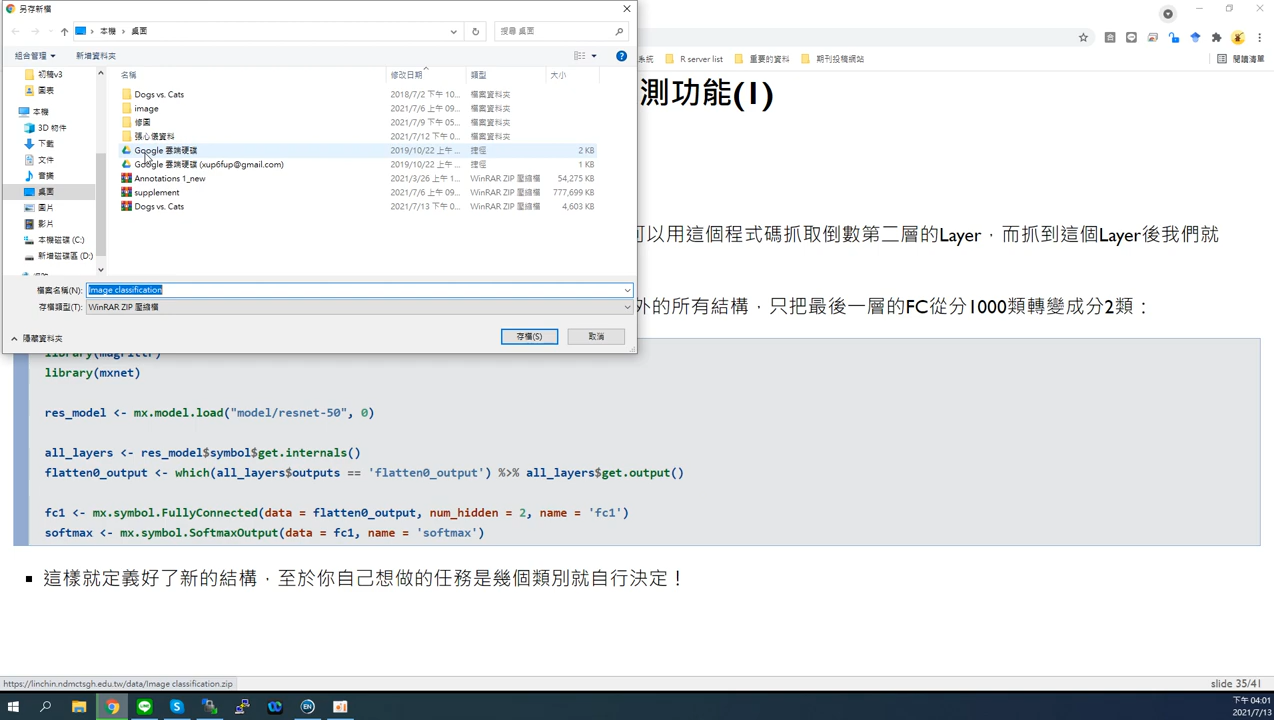 另存新檔
本機 › 桌面
搜尋 桌面
組合管理
新增資料夾
初稿v3
圖表
本機
3D 物件
下載
文件
音樂
桌面
圖片
影片
本機磁碟 (C:)
新增磁碟區 (D:)
名稱 修改日期 類型 大小
Dogs vs. Cats 2018/7/2 下午 10... 檔案資料夾
image 2021/7/6 上午 09... 檔案資料夾
修圖 2021/7/9 下午 05... 檔案資料夾
張心儀資料 2021/7/12 下午 0... 檔案資料夾
Google 雲端硬碟 2019/10/22 上午 ... 捷徑 2 KB
Google 雲端硬碟 (xup6fup@gmail.com) 2019/10/22 上午 ... 捷徑 1 KB
Annotations 1_new 2021/3/26 上午 1... WinRAR ZIP 壓縮檔 54,275 KB
supplement 2021/7/6 上午 09... WinRAR ZIP 壓縮檔 777,699 KB
Dogs vs. Cats 2021/7/13 下午 0... WinRAR ZIP 壓縮檔 4,603 KB
檔案名稱(N): Image classification
存檔類型(T): WinRAR ZIP 壓縮檔
隱藏資料夾
存檔(S)
取消
系統
R server list
重要的資料
期刊投稿網站
閱讀清單
測功能(1)
可以用這個程式碼抓取倒數第二層的Layer，而抓到這個Layer後我們就
外的所有結構，只把最後一層的FC從分1000類轉變成分2類：
library(magrittr)
library(mxnet)
res_model <- mx.model.load("model/resnet-50", 0)
all_layers <- res_model$symbol$get.internals()
flatten0_output <- which(all_layers$outputs == 'flatten0_output') %>% all_layers$get.output()
fc1 <- mx.symbol.FullyConnected(data = flatten0_output, num_hidden = 2, name = 'fc1')
softmax <- mx.symbol.SoftmaxOutput(data = fc1, name = 'softmax')
▪ 這樣就定義好了新的結構，至於你自己想做的任務是幾個類別就自行決定！
https://linchin.ndmctsgh.edu.tw/data/Image classification.zip
slide 35/41
下午 04:01
2021/7/13